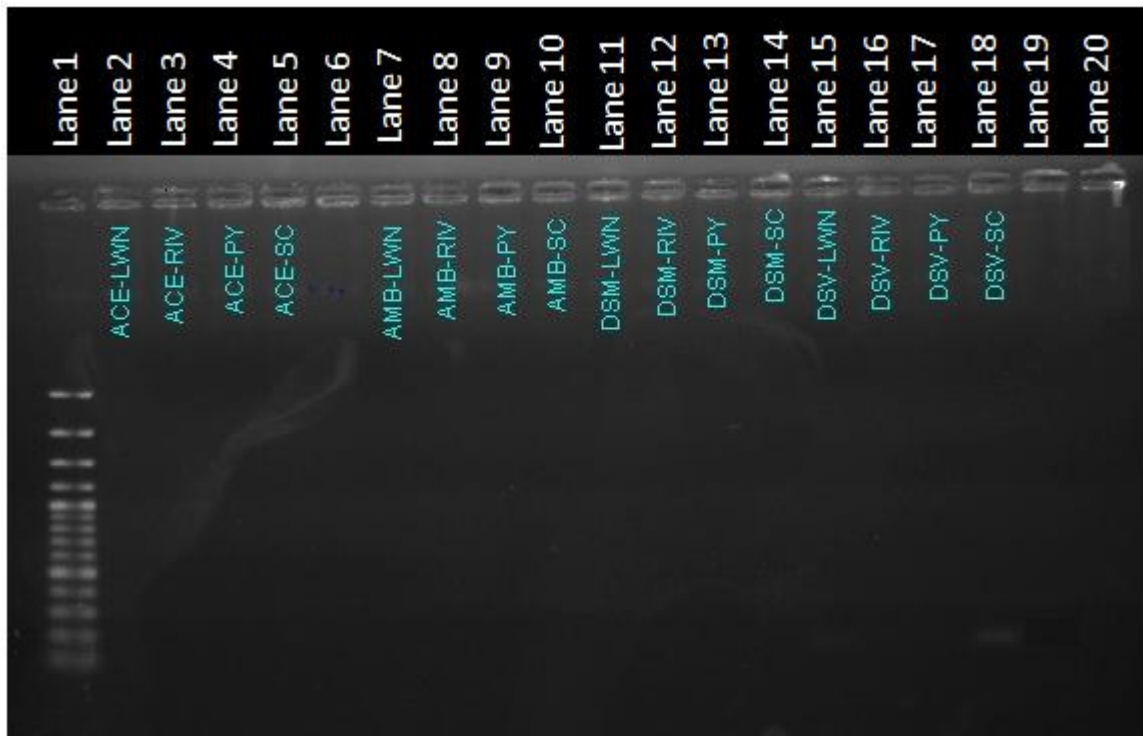 Lane 1
Lane 2
Lane 3
Lane 4
Lane 5
Lane 6
Lane 7
Lane 8
Lane 9
Lane 10
Lane 11
Lane 12
Lane 13
Lane 14
Lane 15
Lane 16
Lane 17
Lane 18
Lane 19
Lane 20
ACE-LWN
ACE-RIV
ACE-PY
ACE-SC
AMB-LWN
AMB-RIV
AMB-PY
AMB-SC
DSM-LWN
DSM-RIV
DSM-PY
DSM-SC
DSV-LWN
DSV-RIV
DSV-PY
DSV-SC